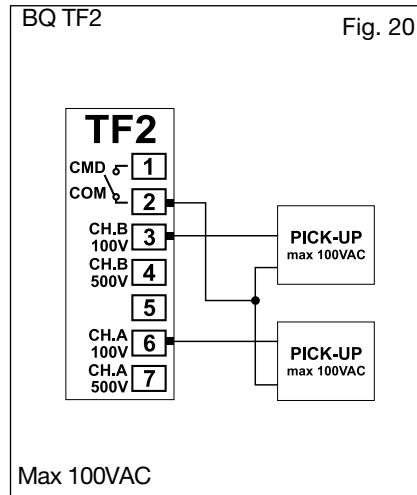 BQ TF2
Fig. 20
TF2
CMD
1
COM
2
CH.B
100V
3
CH.B
500V
4
5
CH.A
100V
6
CH.A
500V
7
PICK-UP
max 100VAC
PICK-UP
max 100VAC
Max 100VAC